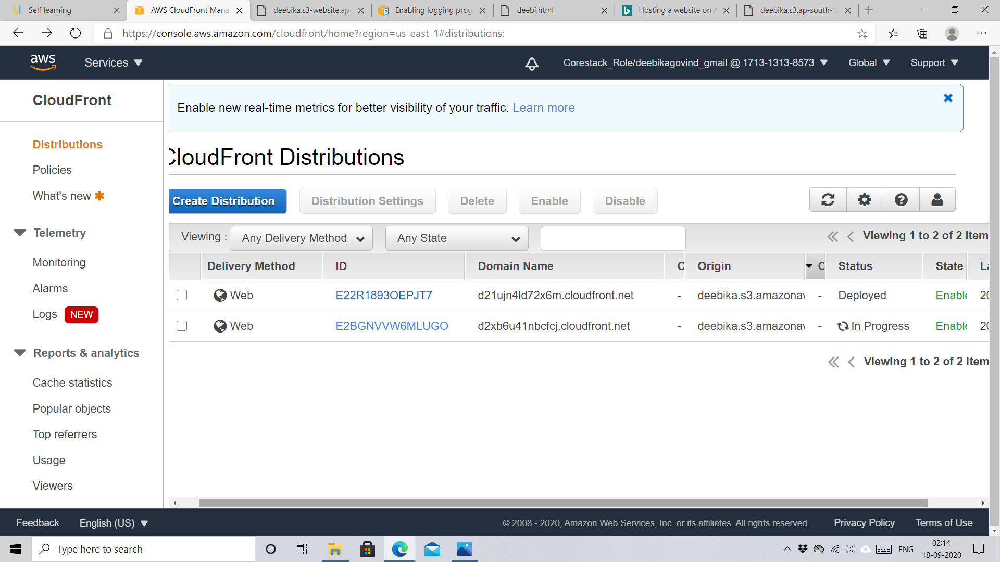 Self learning
AWS CloudFront Mana
deebika.s3-website.ap-
Enabling logging prog
deebi.html
Hosting a website on A
deebika.s3.ap-south-1.
https://console.aws.amazon.com/cloudfront/home?region=us-east-1#distributions:
aws
Services
Corestack_Role/deebikagovind_gmail @ 1713-1313-8573
Global
Support
CloudFront
Distributions
Policies
What's new
Telemetry
Monitoring
Alarms
Logs NEW
Reports & analytics
Cache statistics
Popular objects
Top referrers
Usage
Viewers
Enable new real-time metrics for better visibility of your traffic. Learn more
CloudFront Distributions
Create Distribution Distribution Settings Delete Enable Disable
Viewing : Any Delivery Method Any State Viewing 1 to 2 of 2 Item
Delivery Method ID Domain Name C Origin C Status State La
Web E22R1893OEPJT7 d21ujn4ld72x6m.cloudfront.net - deebika.s3.amazonaw - Deployed Enable 20
Web E2BGNVVW6MLUGO d2xb6u41nbcfcj.cloudfront.net - deebika.s3.amazonaw - In Progress Enable 20
Viewing 1 to 2 of 2 Item
Feedback English (US) © 2008 - 2020, Amazon Web Services, Inc. or its affiliates. All rights reserved. Privacy Policy Terms of Use
Type here to search
ENG
02:14
18-09-2020